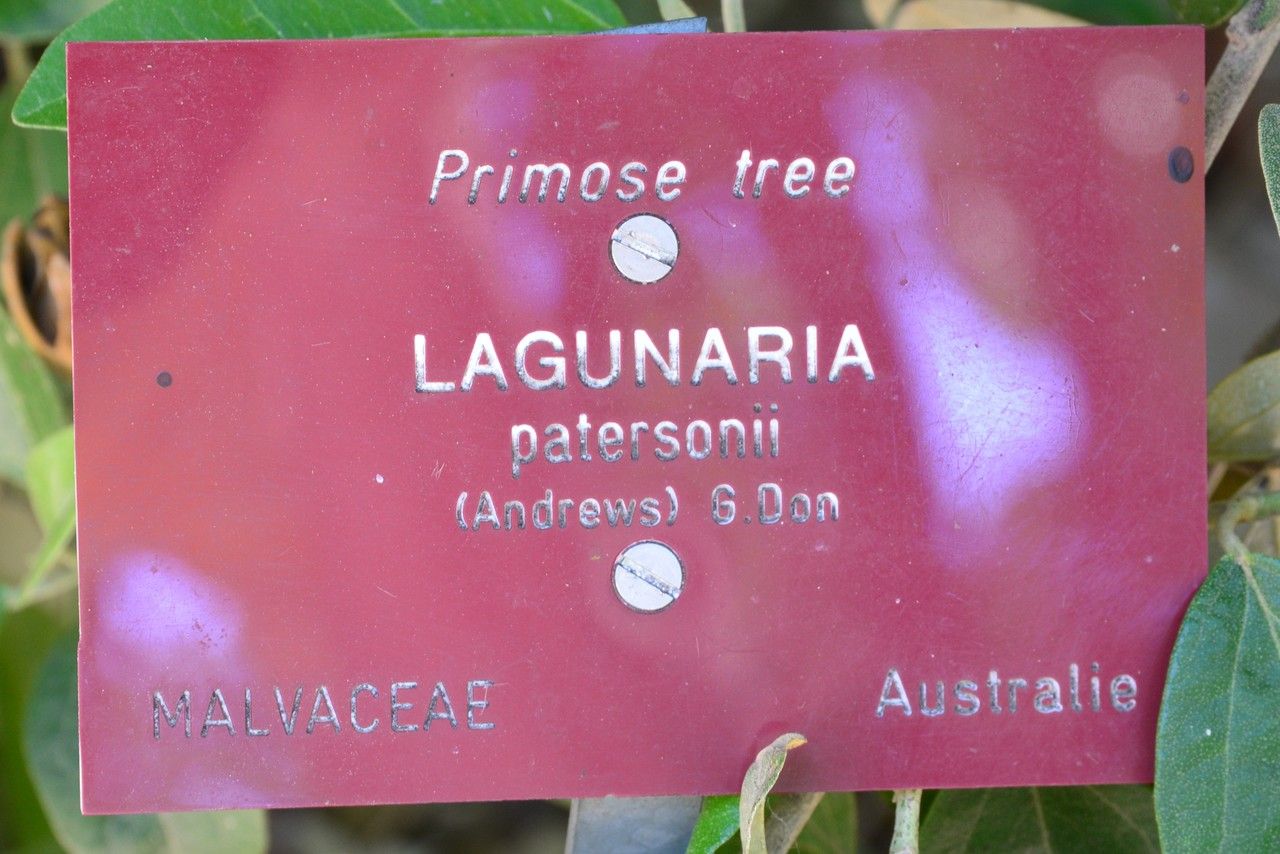 Primose tree
LAGUNARIA
patersonii
(Andrews) G.Don
MALVACEAE
Australie